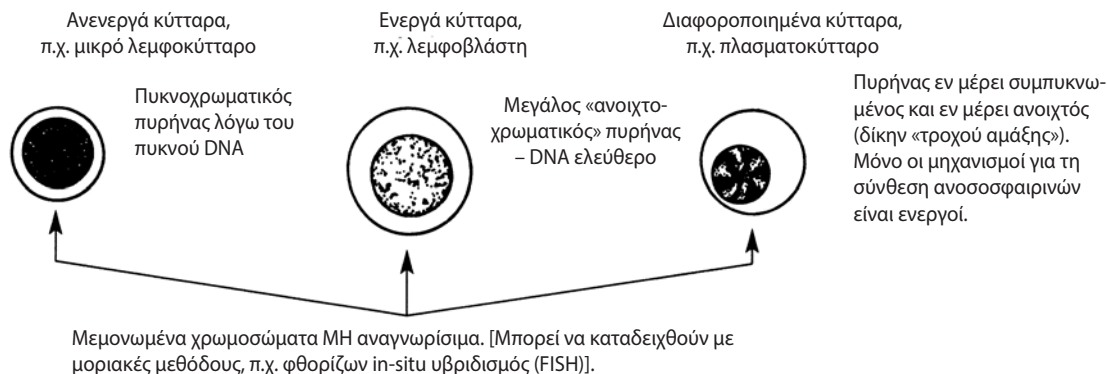 Ανενεργά κύτταρα,
π.χ. μικρό λεμφοκύτταρο
Πυκνοχρωματικός
πυρήνας λόγω του
πυκνού DNA
Ενεργά κύτταρα,
π.χ. λεμφοβλάστη
Μεγάλος «ανοιχτο-
χρωματικός» πυρήνας
– DNA ελεύθερο
Διαφοροποιημένα κύτταρα,
π.χ. πλασματοκύτταρο
Πυρήνας εν μέρει συμπυκνω-
μένος και εν μέρει ανοιχτός
(δίκην «τροχού αμάξης»).
Μόνο οι μηχανισμοί για τη
σύνθεση ανοσοσφαιρινών
είναι ενεργοί.
Μεμονωμένα χρωμοσώματα ΜΗ αναγνωρίσιμα. [Μπορεί να καταδειχθούν με
μοριακές μεθόδους, π.χ. φθορίζων in-situ υβριδισμός (FISH)].